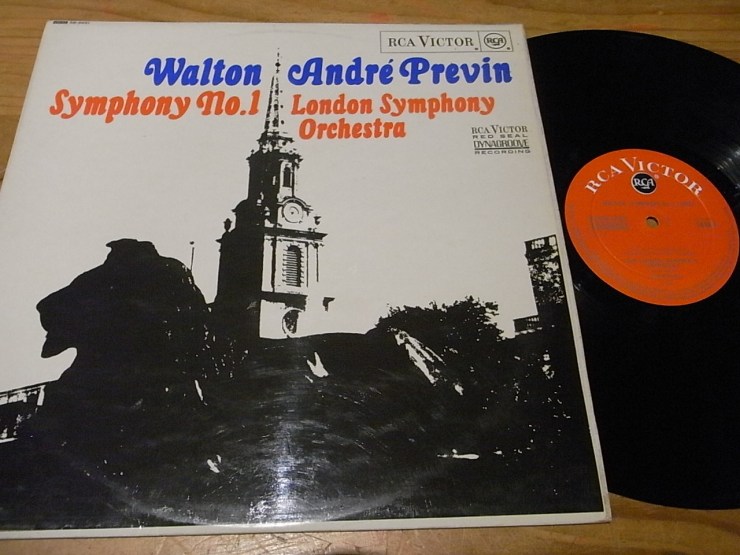 RCA VICTOR RCA
Walton André Previn
Symphony No.1 London Symphony
Orchestra
RCA VICTOR
RED SEAL
DYNAGROOVE
RECORDING
RCA VICTOR
RCA